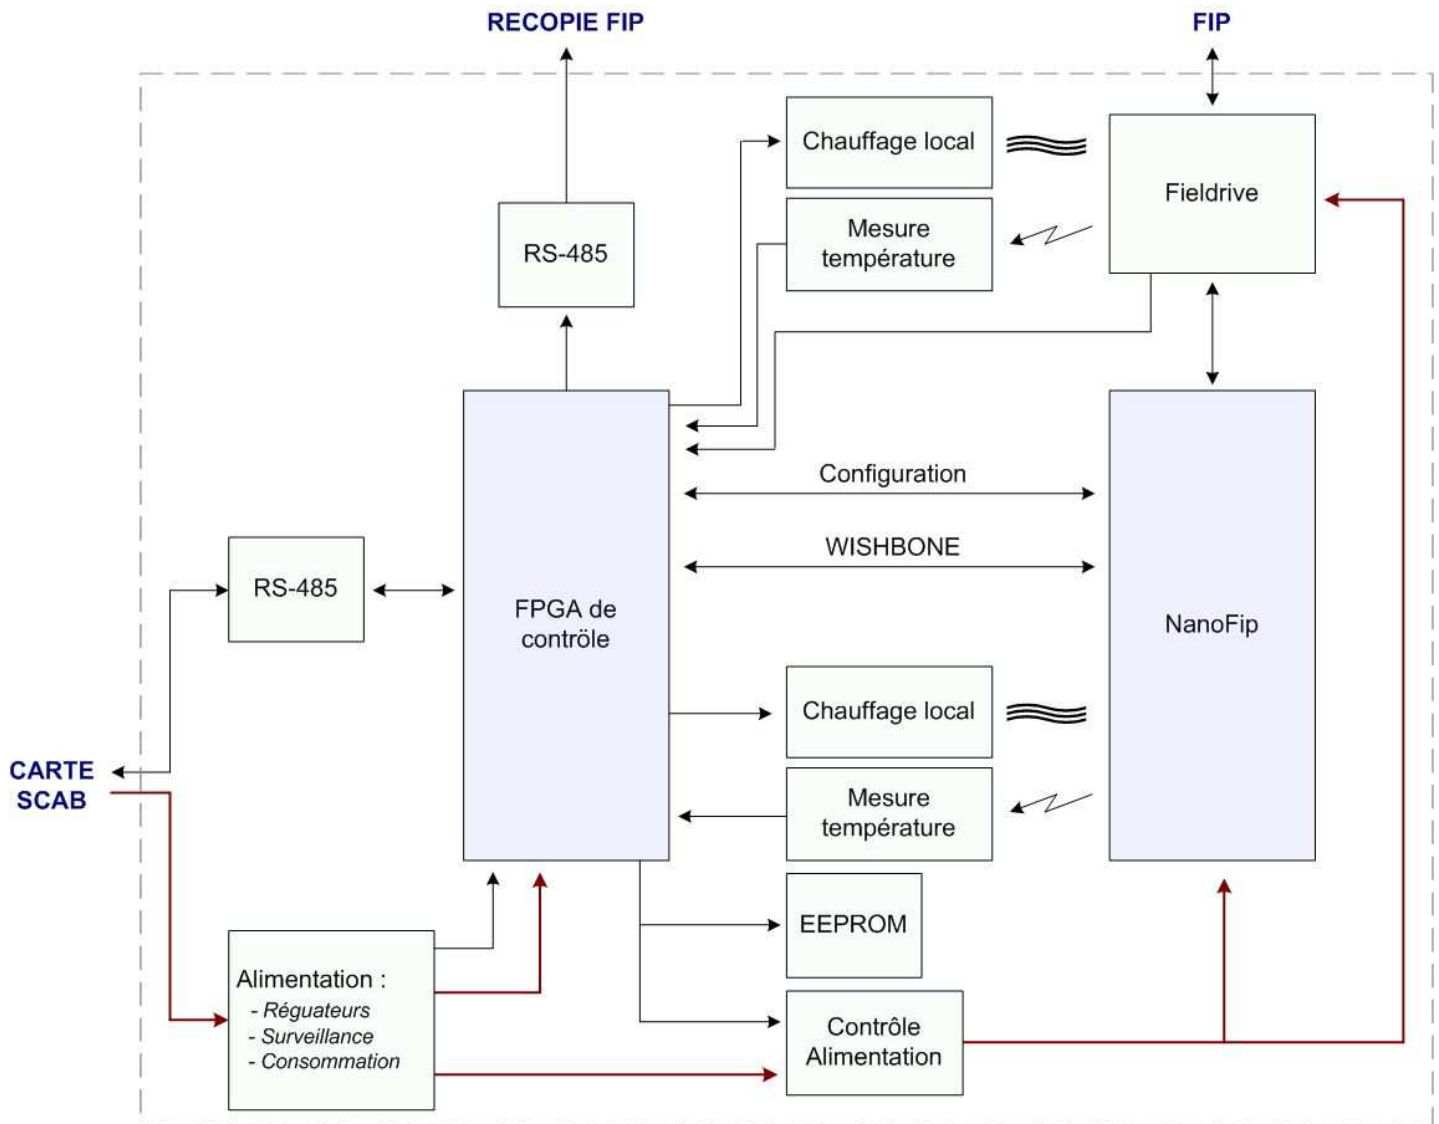 RECOPIE FIP
FIP
Chauffage local
Fieldrive
Mesure
température
RS-485
Configuration
WISHBONE
RS-485
FPGA de
contröle
NanoFip
Chauffage local
CARTE
SCAB
Mesure
température
EEPROM
Alimentation :
- Réguateurs
- Surveillance
- Consommation
Contrôle
Alimentation